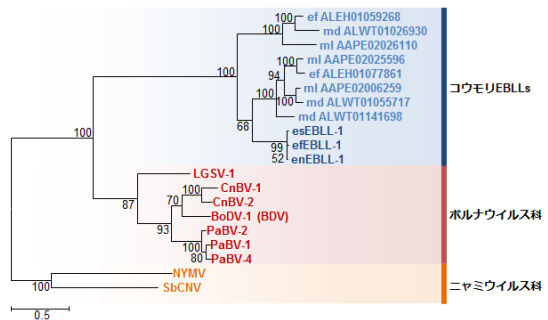 100
ef ALEH01059268
100
md ALWT01026930
ml AAPE02026110
100
ml AAPE02025596
100
ef ALEH01077861
94
ml AAPE02006259
100
100
md ALWT01055717
md ALWT01141698
68
esEBLL-1
99
efEBLL-1
52
enEBLL-1
コウモリEBLLs
100
LGSV-1
87
100
CnBV-1
70
CnBV-2
93
BoDV-1 (BDV)
PaBV-2
100
PaBV-1
80
PaBV-4
ボルナウイルス科
100
NYMV
SbCNV
ニャミウイルス科
0.5